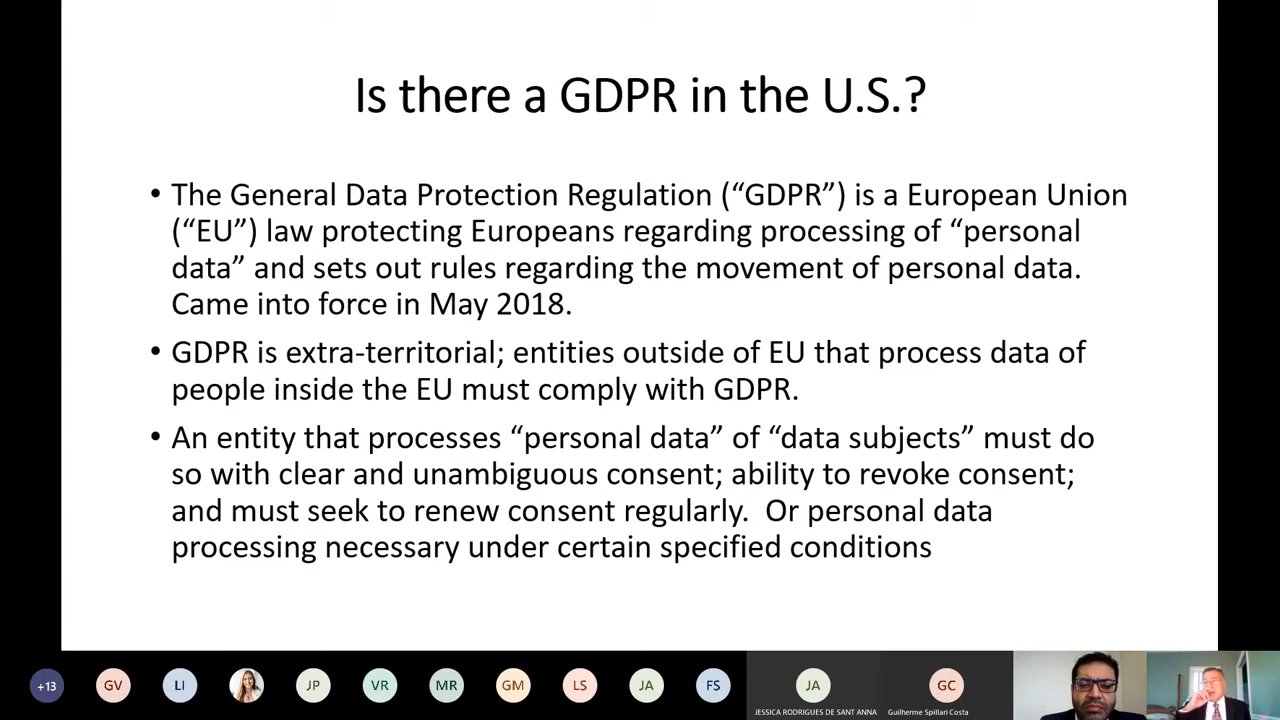 Is there a GDPR in the U.S.?
• The General Data Protection Regulation (“GDPR”) is a European Union
(“EU”) law protecting Europeans regarding processing of “personal
data” and sets out rules regarding the movement of personal data.
Came into force in May 2018.
• GDPR is extra-territorial; entities outside of EU that process data of
people inside the EU must comply with GDPR.
• An entity that processes “personal data” of “data subjects” must do
so with clear and unambiguous consent; ability to revoke consent;
and must seek to renew consent regularly.  Or personal data
processing necessary under certain specified conditions
+13 GV LI JP VR MR GM LS JA FS JA GC
JESSICA RODRIGUES DE SANT ANNA Guilherme Spillari Costa